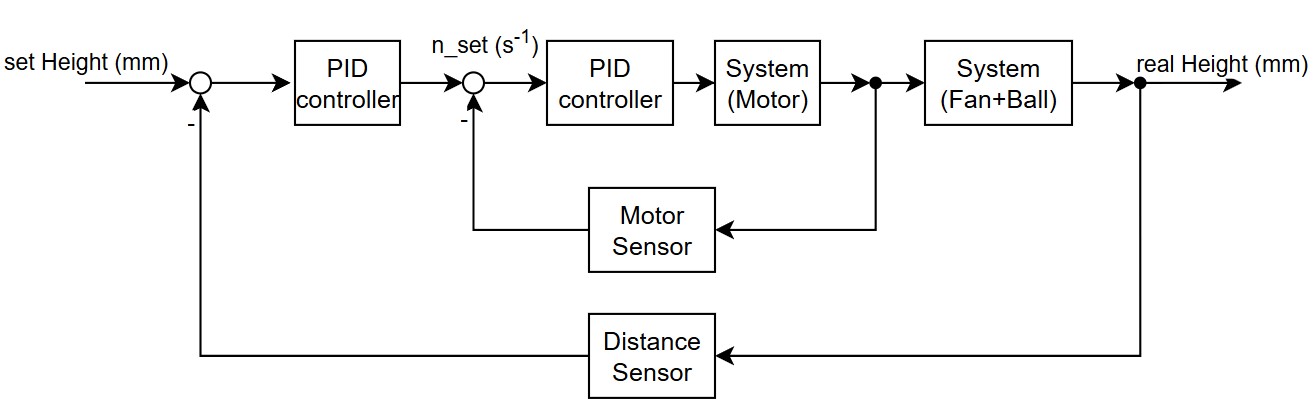 set Height (mm)
PID
controller
n_set (s-1)
PID
controller
System
(Motor)
System
(Fan+Ball)
real Height (mm)
-
-
Motor
Sensor
Distance
Sensor